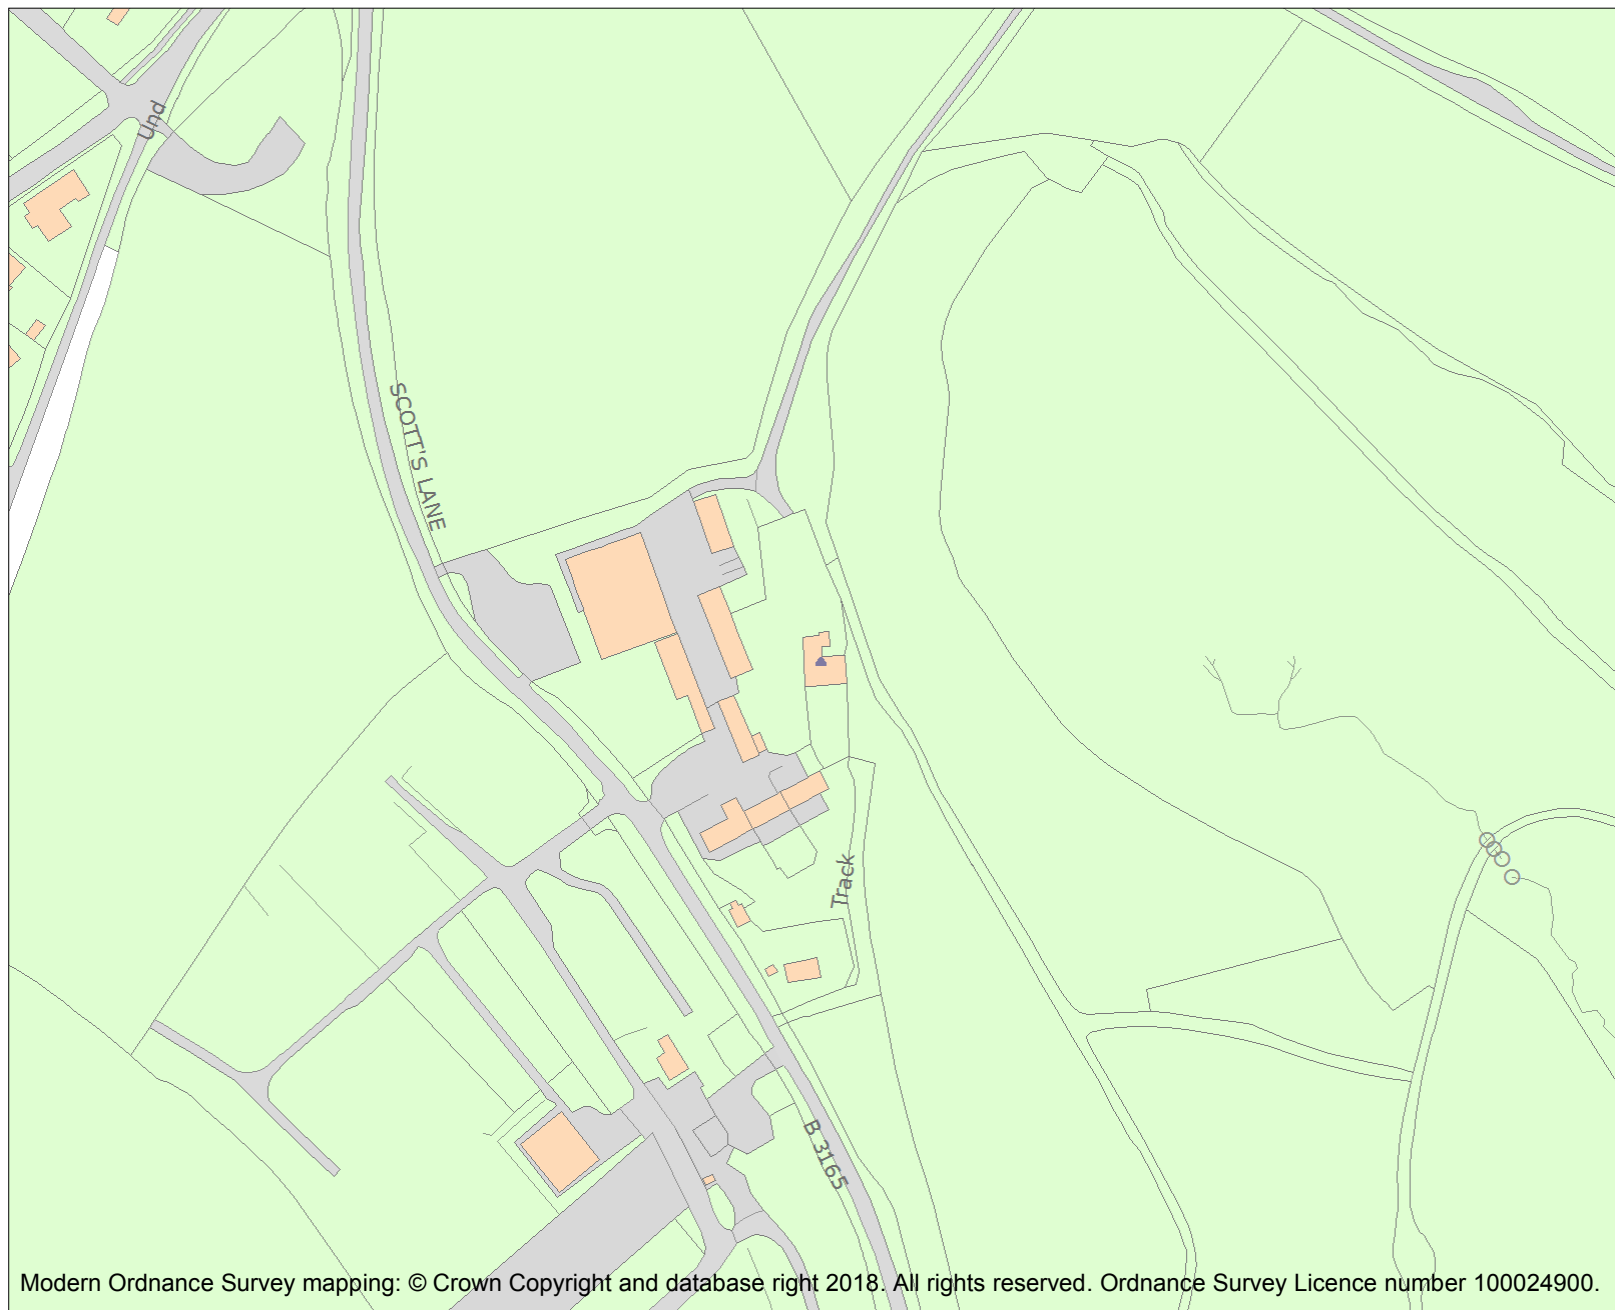 Und
SCOTT'S LANE
Track
B 3165
Modern Ordnance Survey mapping: © Crown Copyright and database right 2018. All rights reserved. Ordnance Survey Licence number 100024900.